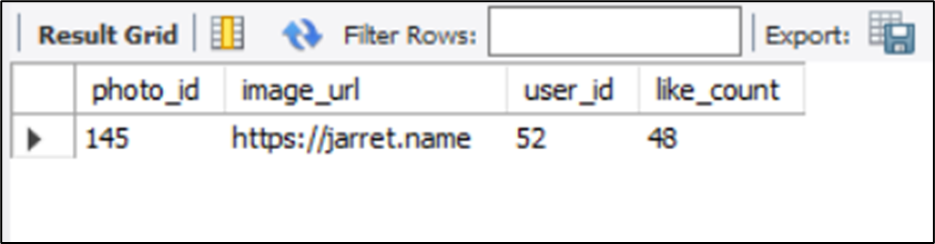 Result Grid Filter Rows: Export:
photo_id image_url user_id like_count
145 https://jarret.name 52 48